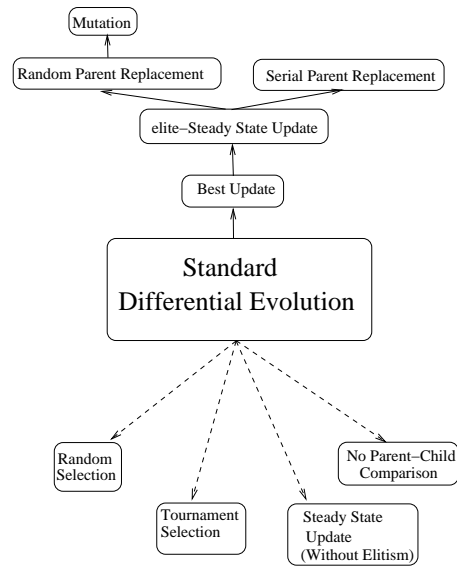 Mutation
Random Parent Replacement
Serial Parent Replacement
elite−Steady State Update
Best Update
Standard
Differential Evolution
Random
Selection
No Parent−Child
Comparison
Tournament
Selection
Steady State
Update
(Without Elitism)